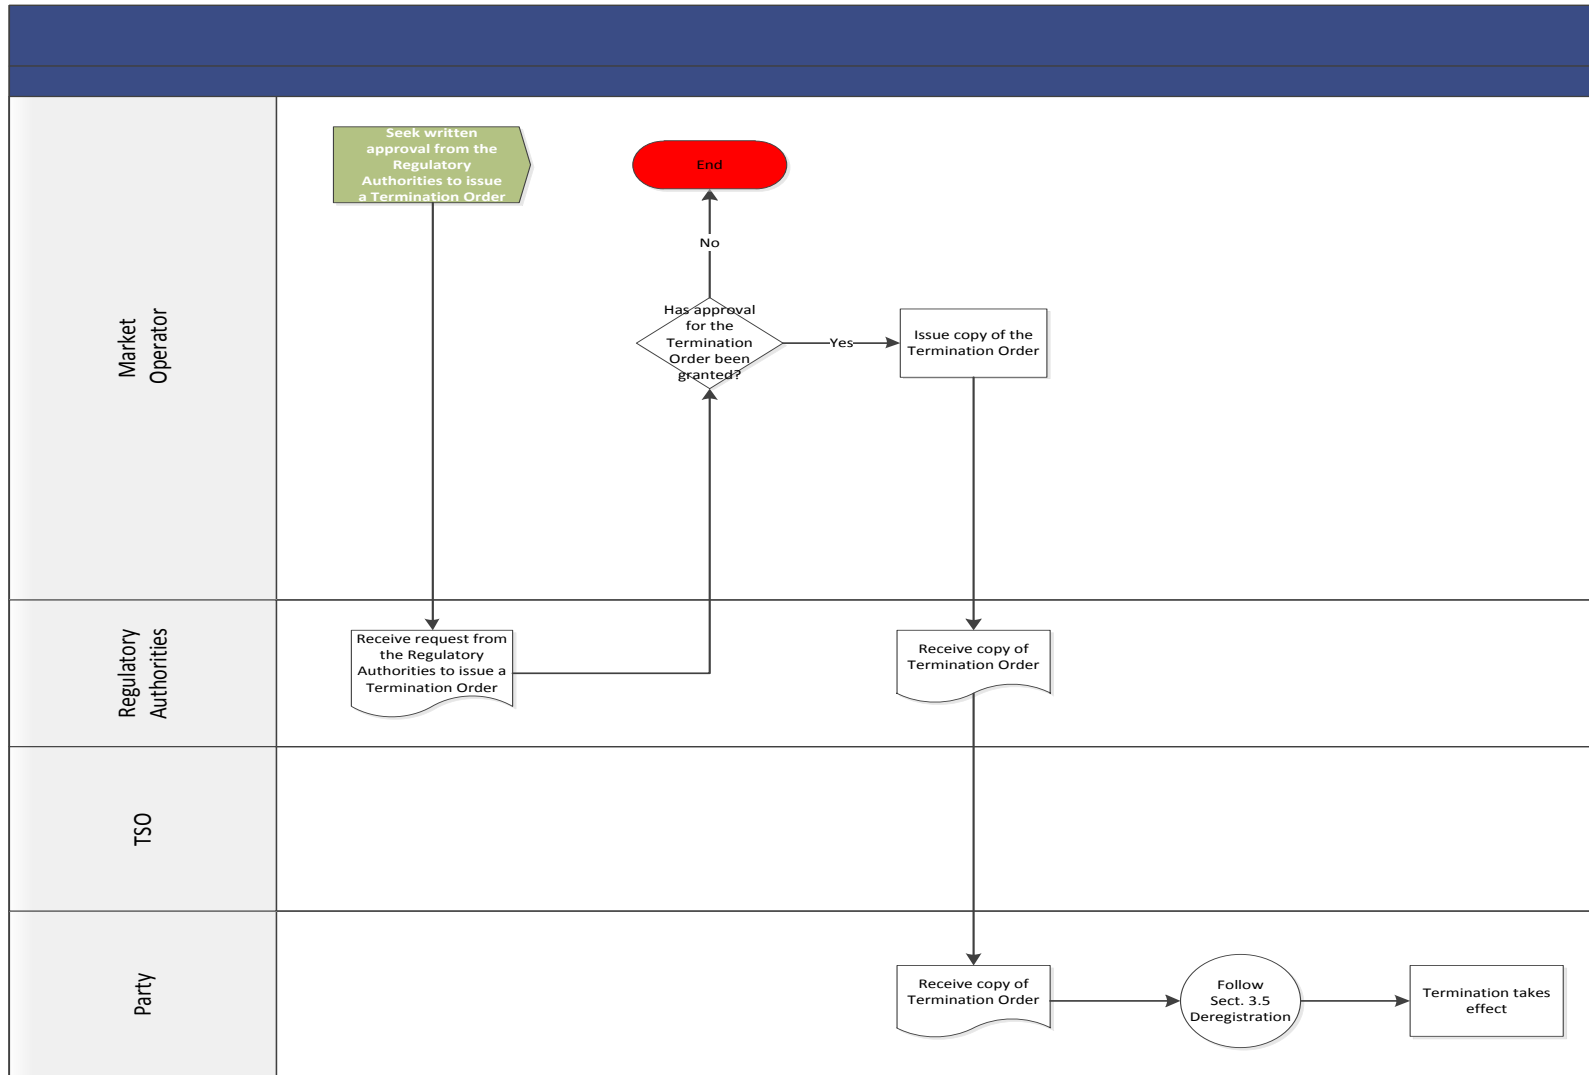 Market
Operator
Seek written
approval from the
Regulatory
Authorities to issue
a Termination Order
End
No
Has approval
for the
Termination
Order been
granted?
Yes
Issue copy of the
Termination Order
Regulatory
Authorities
Receive request from
the Regulatory
Authorities to issue a
Termination Order
Receive copy of
Termination Order
TSO
Party
Receive copy of
Termination Order
Follow
Sect. 3.5
Deregistration
Termination takes
effect